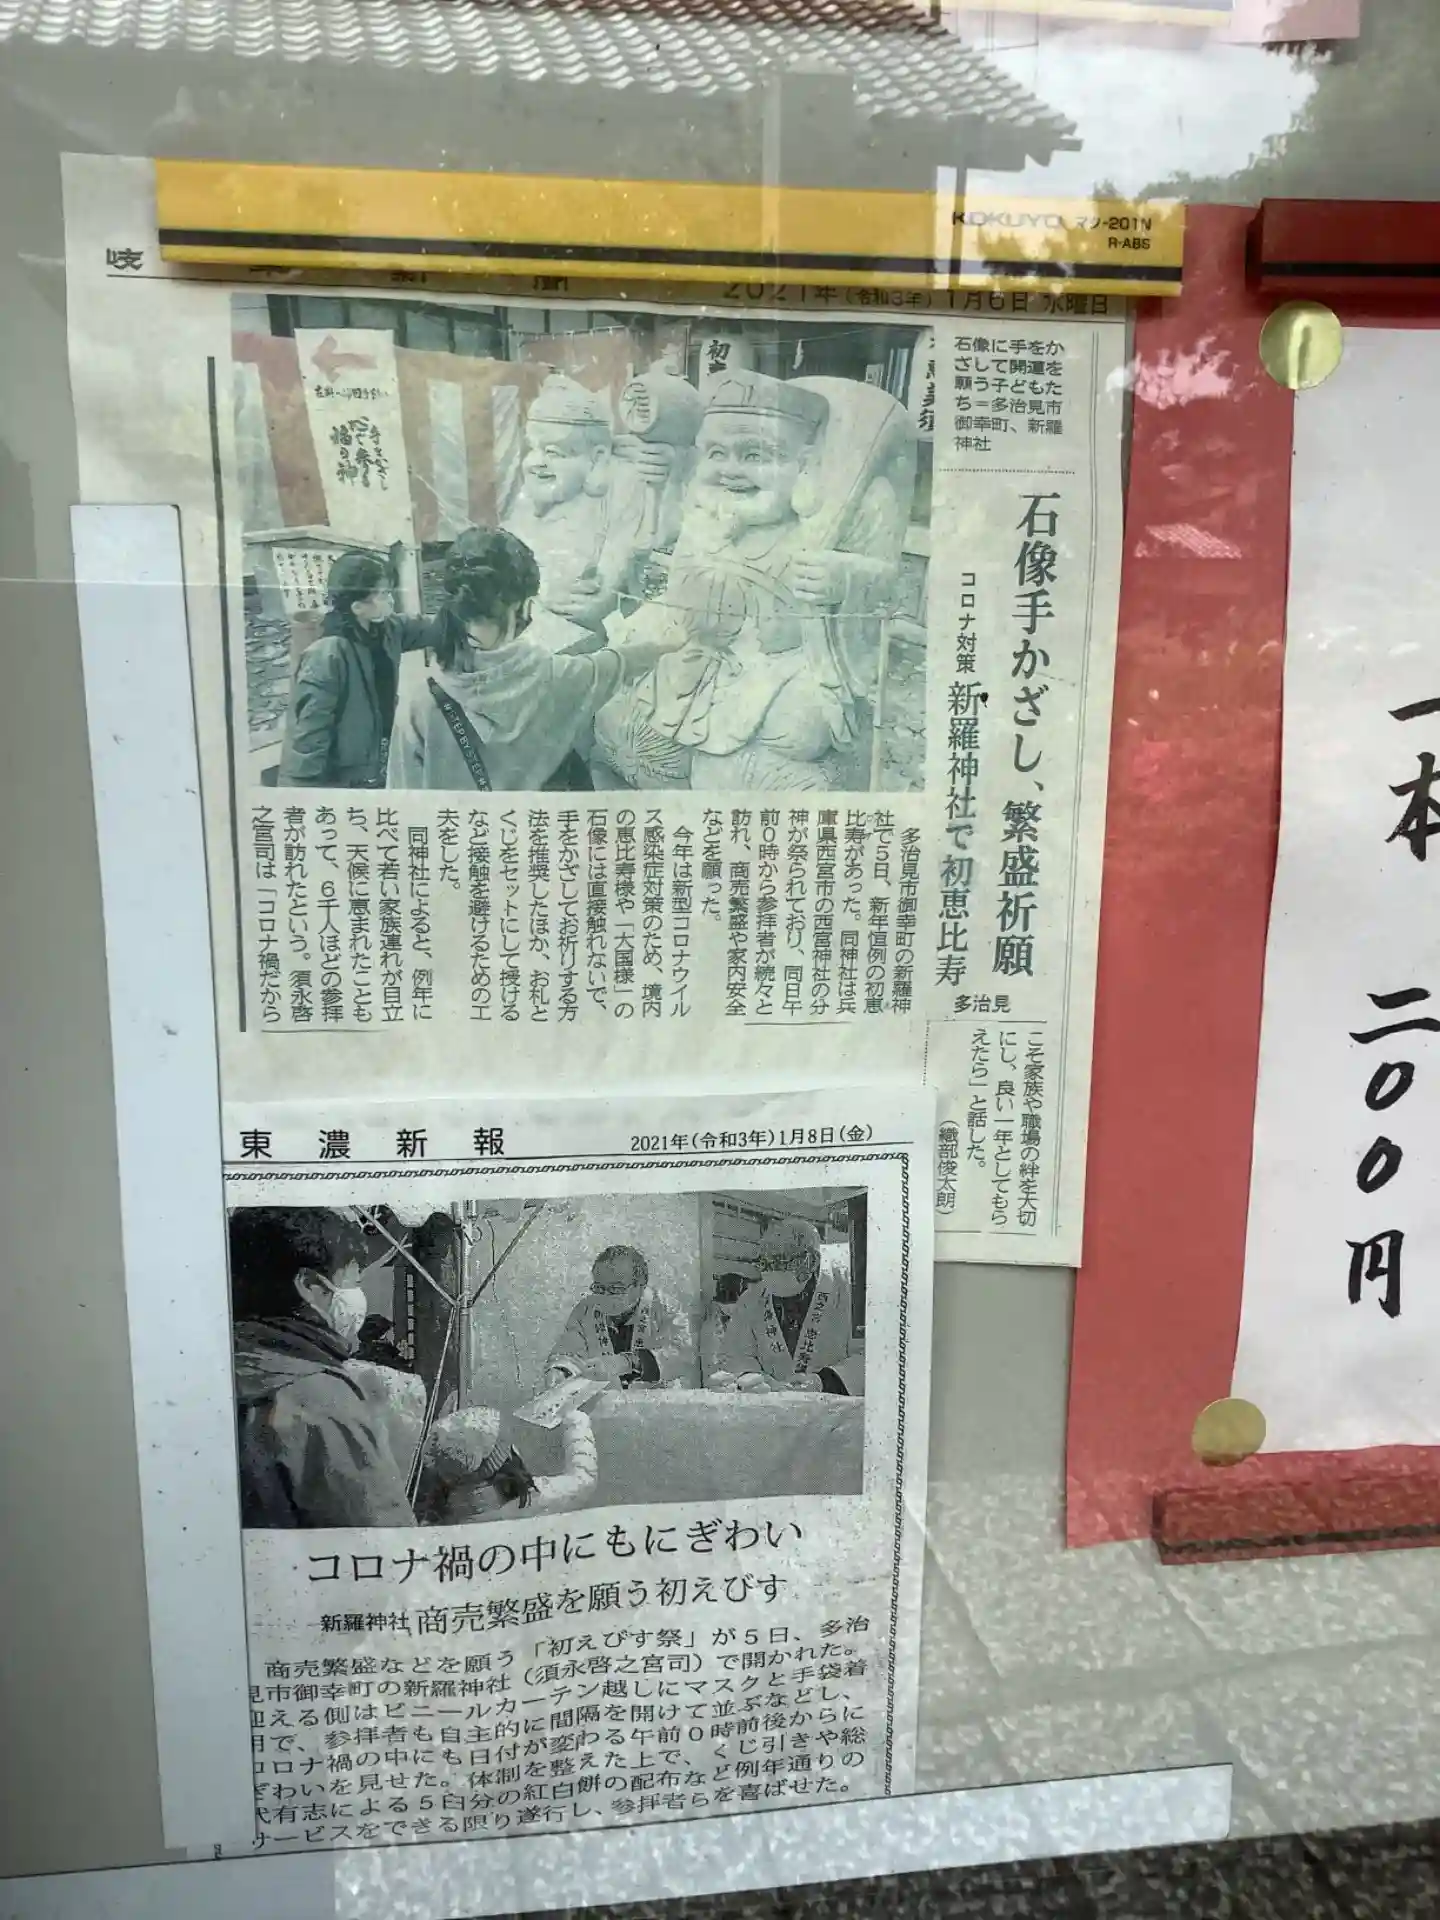 KOKUYO マク-201N
R-ABS
岐阜新聞
2021年(令和3年)1月6日 水曜日
石像に手をか
ざして開運を
願う子どもた
ち=多治見市
御幸町、新羅
神社
石像手かざし、繁盛祈願
コロナ対策 新羅神社で初恵比寿
多治見
福
初
#STEP BY STEP#
多治見市御幸町の新羅神
社で5日、新年恒例の初恵
比寿があった。同神社は兵
庫県西宮市の西宮神社の分
神が祭られており、同日午
前0時から参拝者が続々と
訪れ、商売繁盛や家内安全
などを願った。
今年は新型コロナウイル
ス感染症対策のため、境内
の恵比寿様や「大国様」の
石像には直接触れないで、
手をかざしてお祈りする方
法を推奨したほか、お札と
くじをセットにして授ける
など接触を避けるための工
夫をした。
同神社によると、例年に
比べて若い家族連れが目立
ち、天候に恵まれたことも
あって、6千人ほどの参拝
者が訪れたという。須永啓
之宮司は「コロナ禍だから
こそ家族や職場の絆を大切
にし、良い一年としてもら
えたら」と話した。
(織部俊太朗)
東濃新報
2021年(令和3年)1月8日(金)
コロナ禍の中にもにぎわい
新羅神社 商売繁盛を願う初えびす
商売繁盛などを願う「初えびす祭」が5日、多治
見市御幸町の新羅神社(須永啓之宮司)で開かれた。
迎える側はビニールカーテン越しにマスクと手袋着
用で、参拝者も自主的に間隔を開けて並ぶなどし、
コロナ禍の中にも日付が変わる午前0時前後からに
ぎわいを見せた。体制を整えた上で、くじ引きや総
代有志による5臼分の紅白餅の配布など例年通りの
サービスをできる限り遂行し、参拝者らを喜ばせた。
一本 二〇〇円